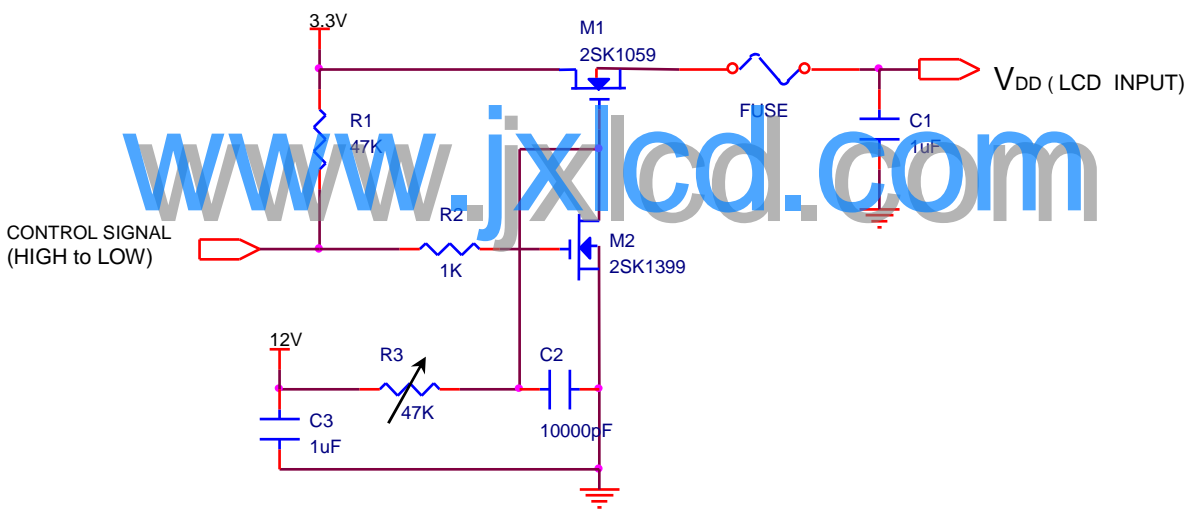 3.3V
M1
2SK1059
VDD ( LCD INPUT)
FUSE
R1
47K
C1
1uF
www.jxlcd.com
R2
1K
CONTROL SIGNAL
(HIGH to LOW)
M2
2SK1399
12V
R3
47K
C2
10000pF
C3
1uF